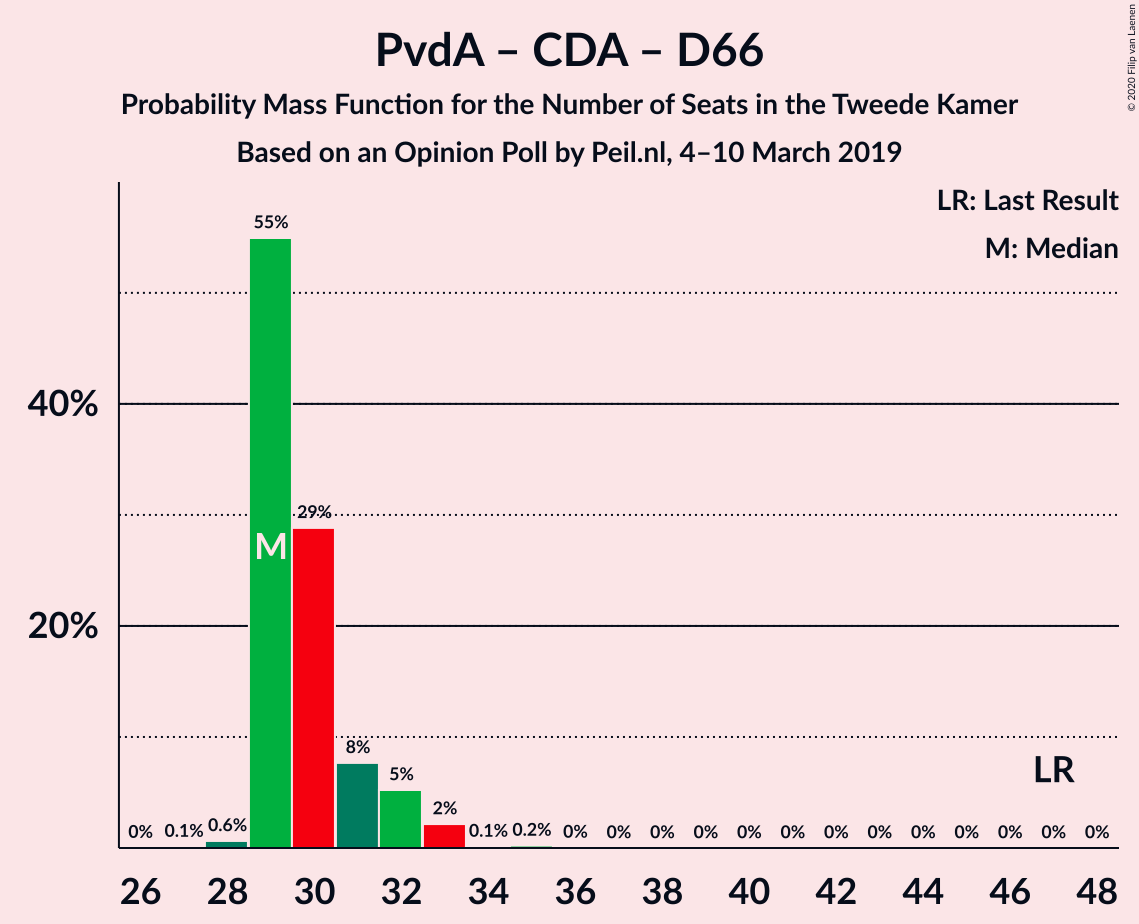 PvdA – CDA – D66
Probability Mass Function for the Number of Seats in the Tweede Kamer
Based on an Opinion Poll by Peil.nl, 4–10 March 2019
© 2020 Filip van Laenen
LR: Last Result
M: Median
55%
40%
29%
M
20%
8%
LR
5%
2%
0% 0.1% 0.6% 0.1% 0.2% 0% 0% 0% 0% 0% 0% 0% 0% 0% 0% 0% 0% 0%
26 28 30 32 34 36 38 40 42 44 46 48